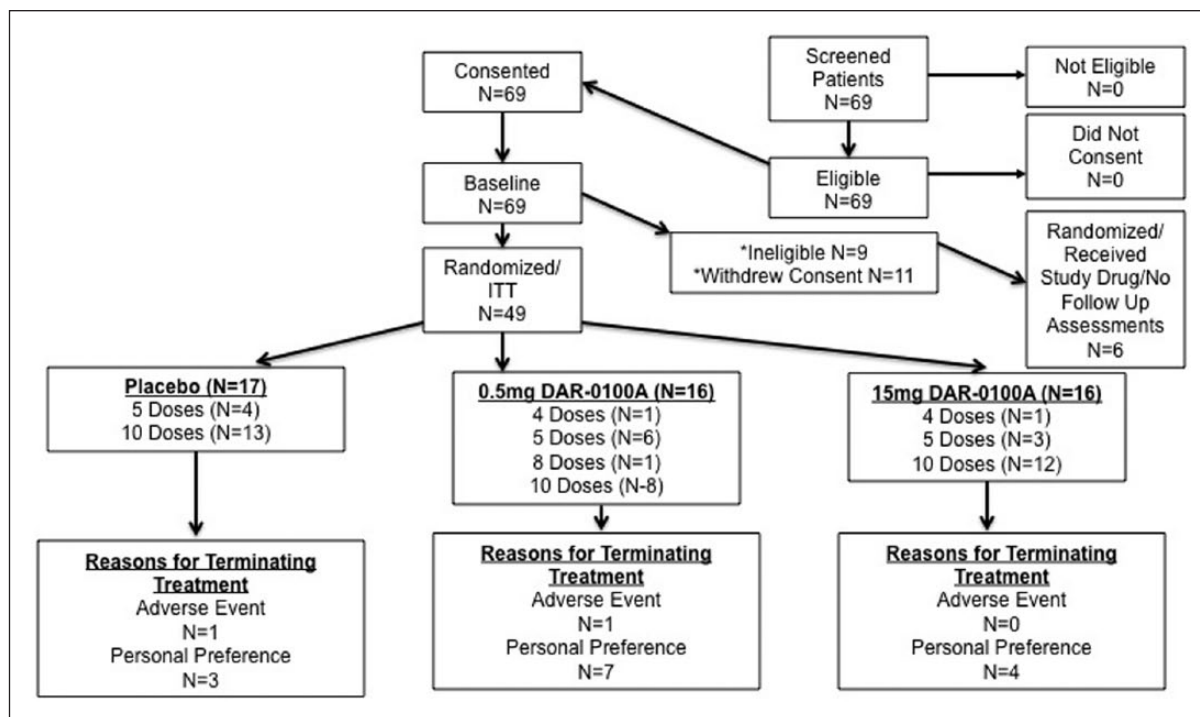 Screened
Patients
N=69
Not Eligible
N=0
Eligible
N=69
Did Not
Consent
N=0
Consented
N=69
Baseline
N=69
*Ineligible N=9
*Withdrew Consent N=11
Randomized/
Received
Study Drug/No
Follow Up
Assessments
N=6
Randomized/
ITT
N=49
Placebo (N=17)
5 Doses (N=4)
10 Doses (N=13)
0.5mg DAR-0100A (N=16)
4 Doses (N=1)
5 Doses (N=6)
8 Doses (N=1)
10 Doses (N-8)
15mg DAR-0100A (N=16)
4 Doses (N=1)
5 Doses (N=3)
10 Doses (N=12)
Reasons for Terminating
Treatment
Adverse Event
N=1
Personal Preference
N=3
Reasons for Terminating
Treatment
Adverse Event
N=1
Personal Preference
N=7
Reasons for Terminating
Treatment
Adverse Event
N=0
Personal Preference
N=4